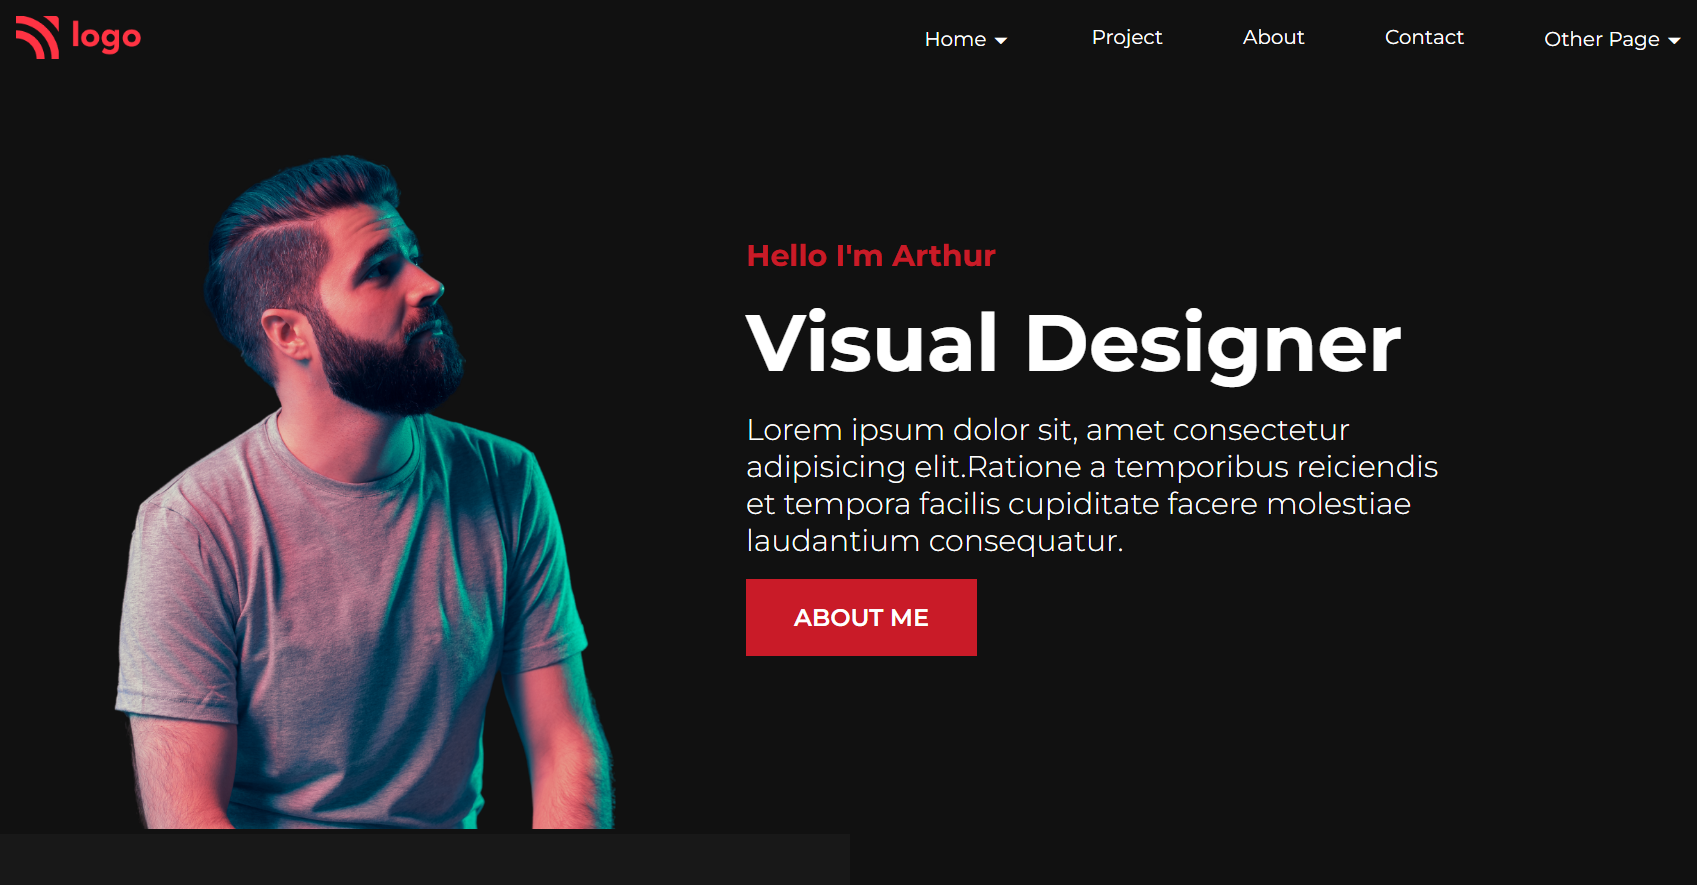 logo
Home
Project
About
Contact
Other Page
Hello I'm Arthur
Visual Designer
Lorem ipsum dolor sit, amet consectetur
adipisicing elit.Ratione a temporibus reiciendis
et tempora facilis cupiditate facere molestiae
laudantium consequatur.
ABOUT ME